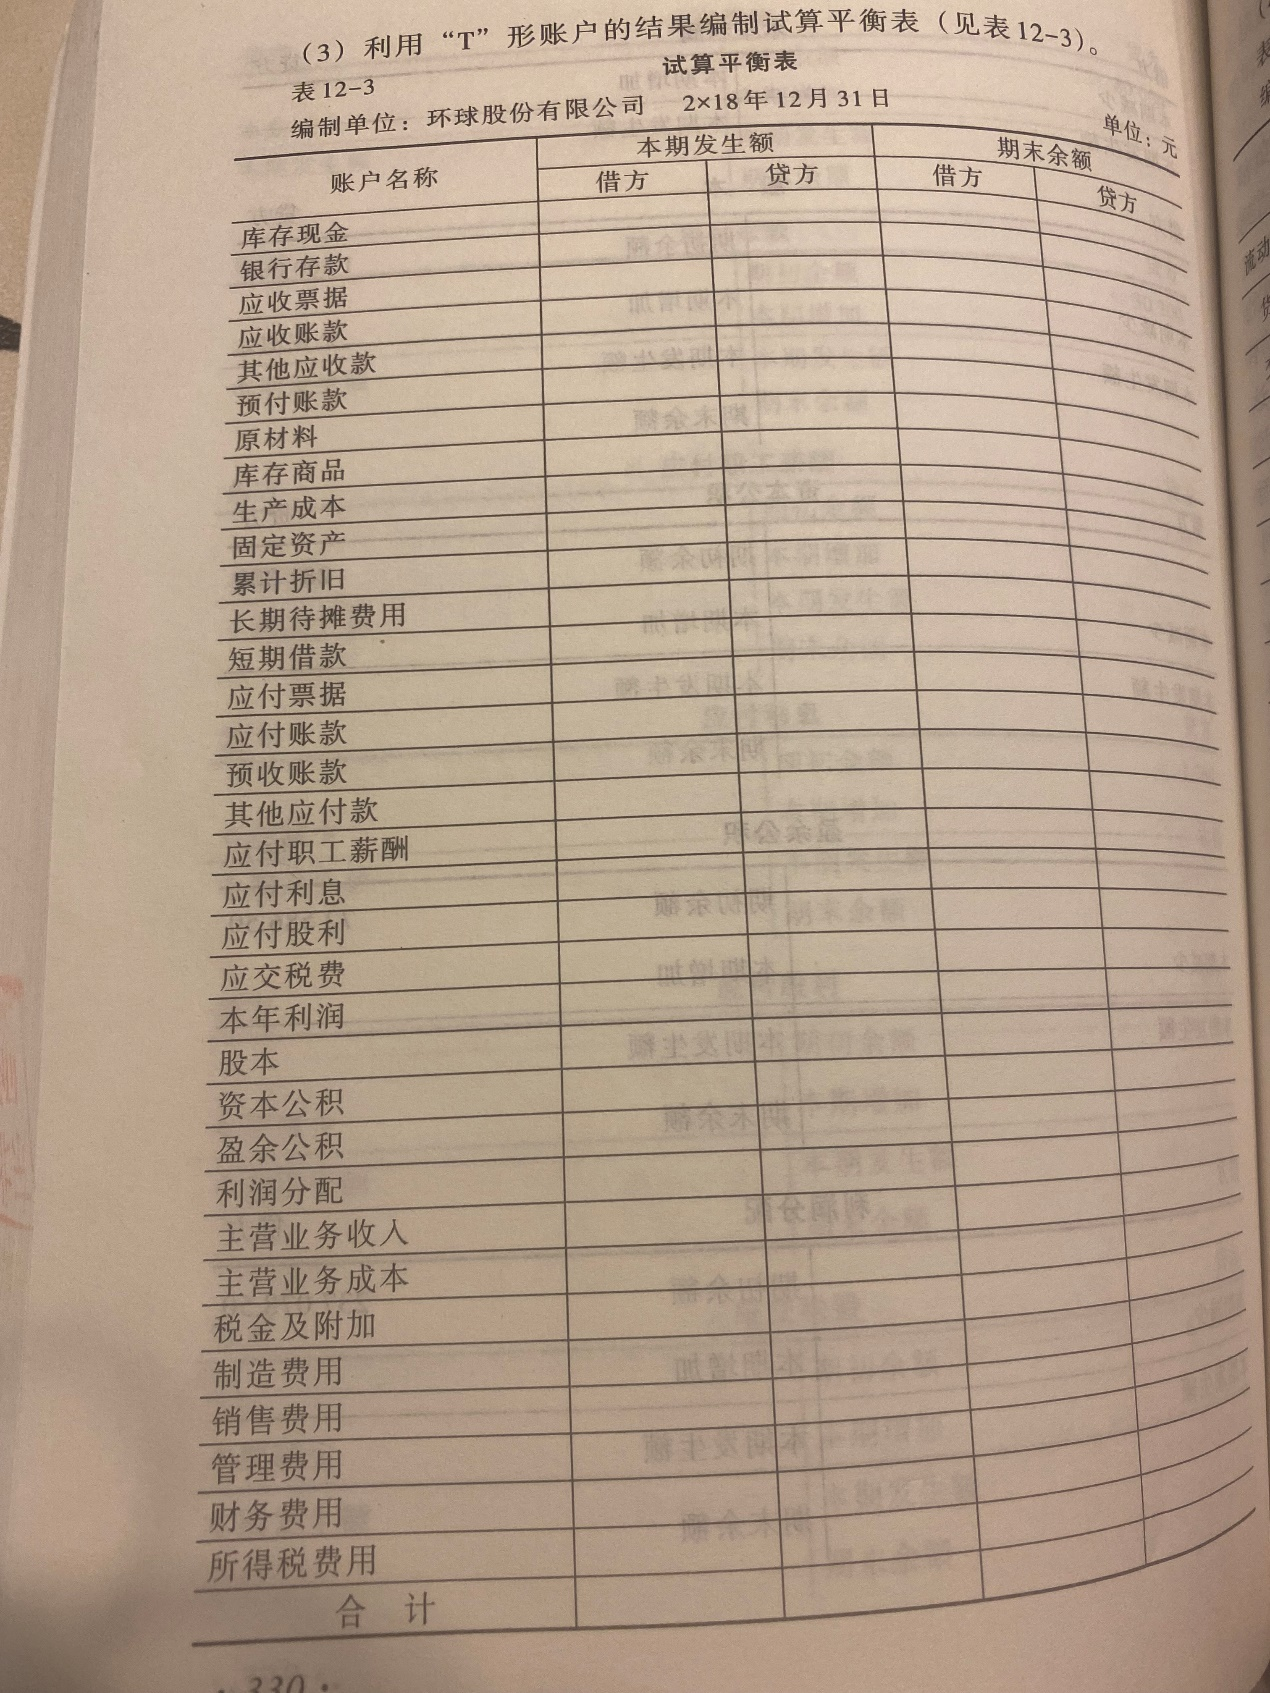 （3）利用“T”形账户的结果编制试算平衡表（见表12-3）。
试算平衡表
表12-3
编制单位：环球股份有限公司 2×18年12月31日 单位：元
账户名称 本期发生额 期末余额
借方 贷方 借方 贷方
库存现金
银行存款
应收票据
应收账款
其他应收款
预付账款
原材料
库存商品
生产成本
固定资产
累计折旧
长期待摊费用
短期借款
应付票据
应付账款
预收账款
其他应付款
应付职工薪酬
应付利息
应付股利
应交税费
本年利润
股本
资本公积
盈余公积
利润分配
主营业务收入
主营业务成本
税金及附加
制造费用
销售费用
管理费用
财务费用
所得税费用
合 计
·330·
流动